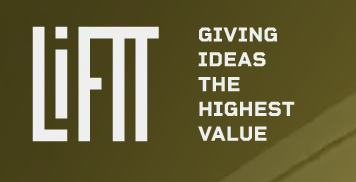 LiFTT
GIVING
IDEAS
THE
HIGHEST
VALUE